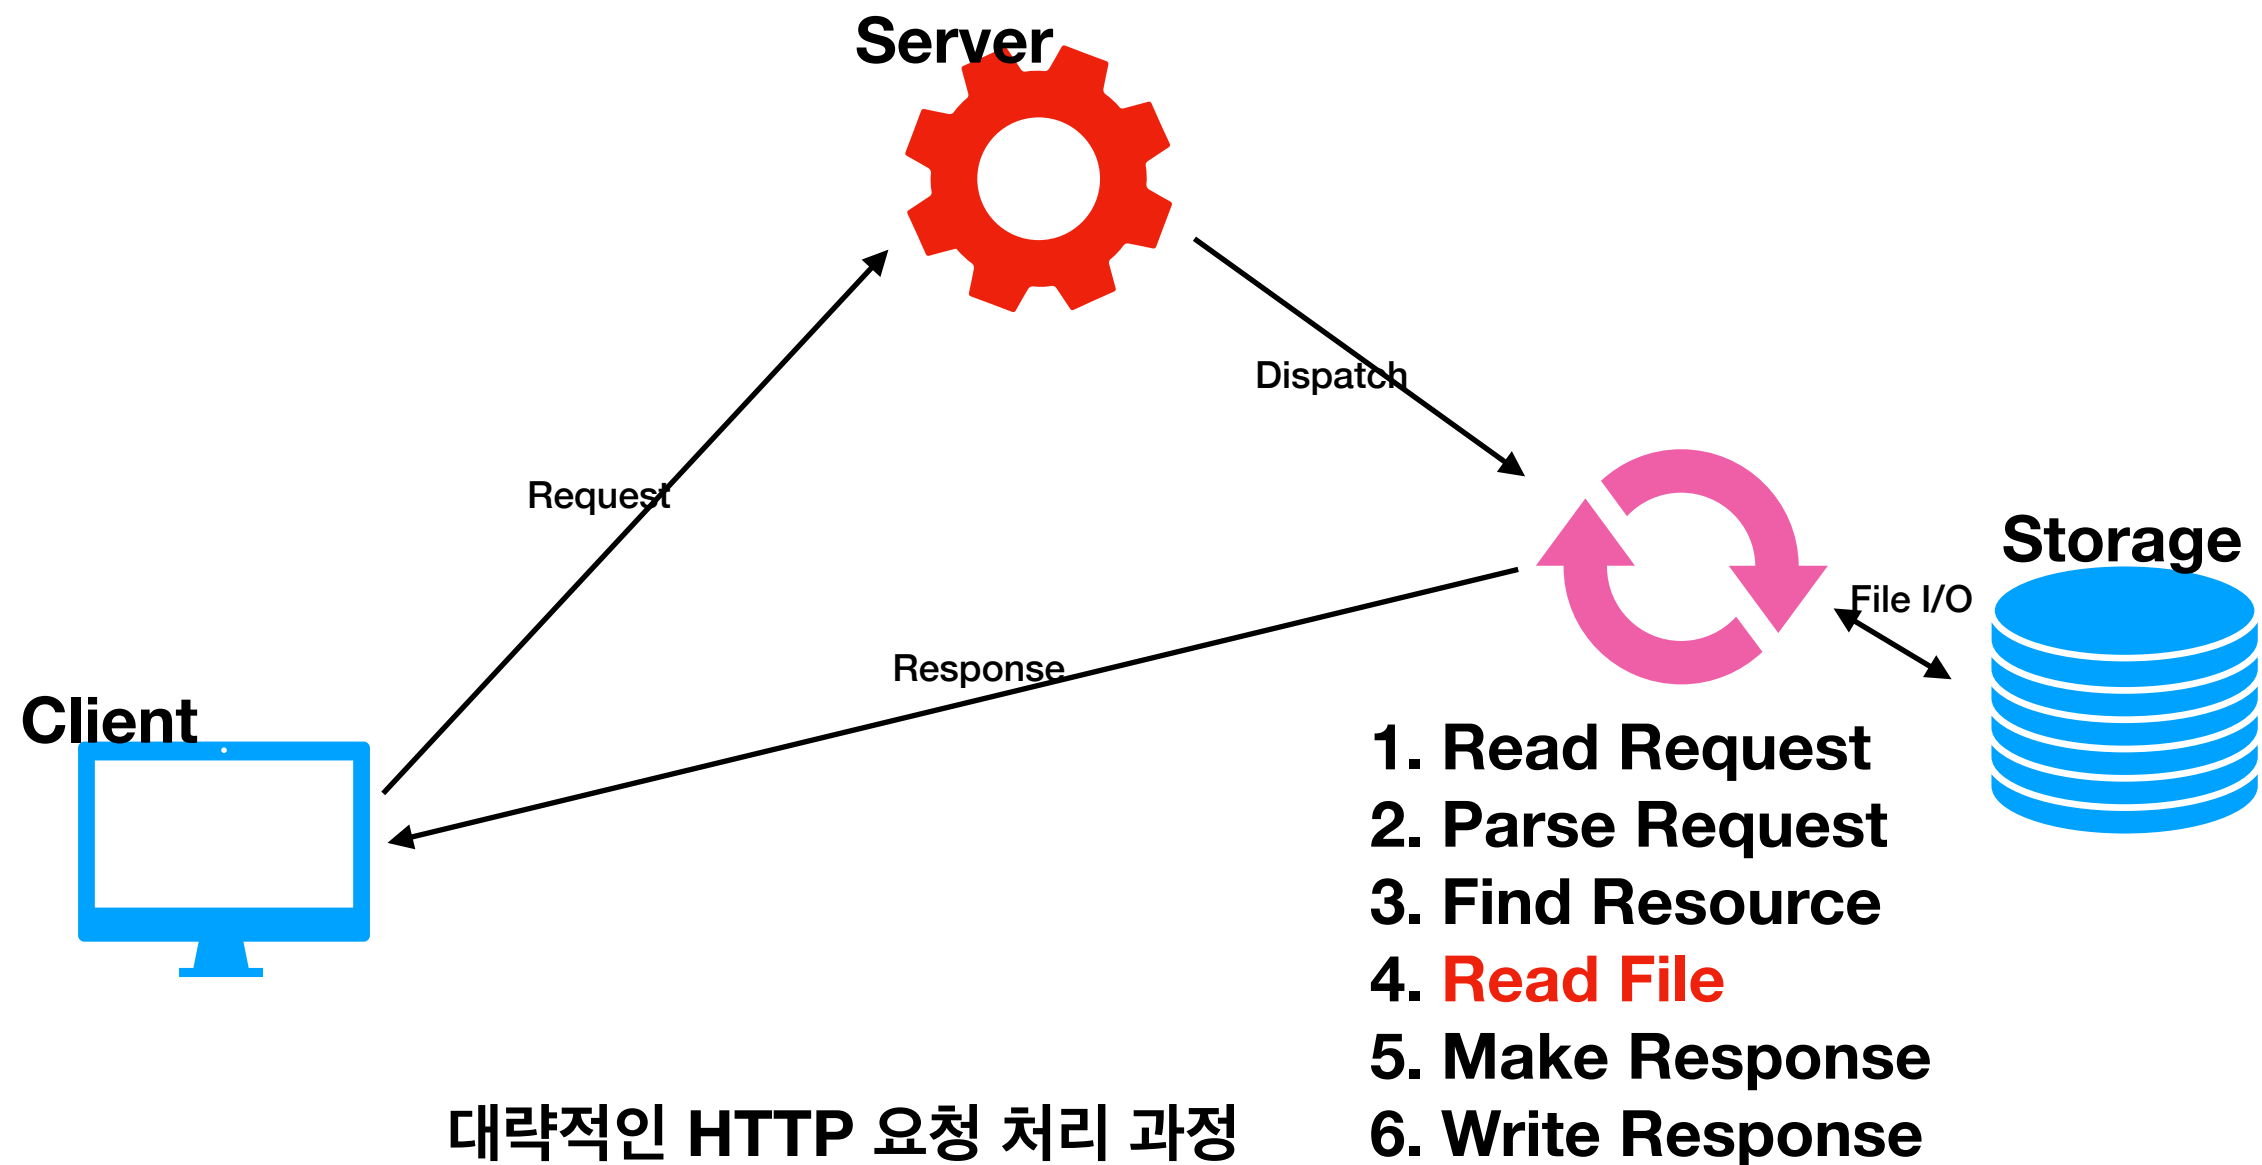 Server
Dispatch
Request
Storage
File I/O
Response
Client
1. Read Request
2. Parse Request
3. Find Resource
4. Read File
5. Make Response
6. Write Response
대략적인 HTTP 요청 처리 과정